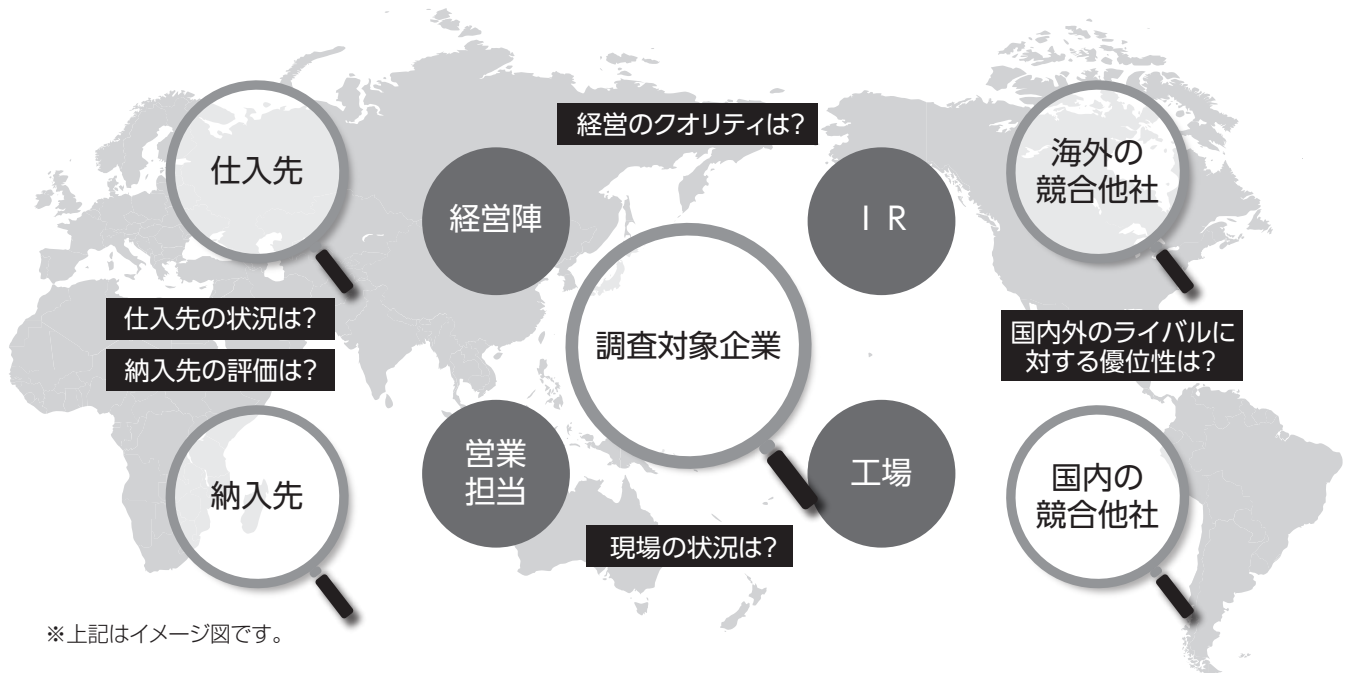 経営のクオリティは?
仕入先
経営陣
I R
海外の
競合他社
調査対象企業
仕入先の状況は?
納入先の評価は?
国内外のライバルに
対する優位性は?
営業
担当
工場
納入先
国内の
競合他社
現場の状況は?
※上記はイメージ図です。